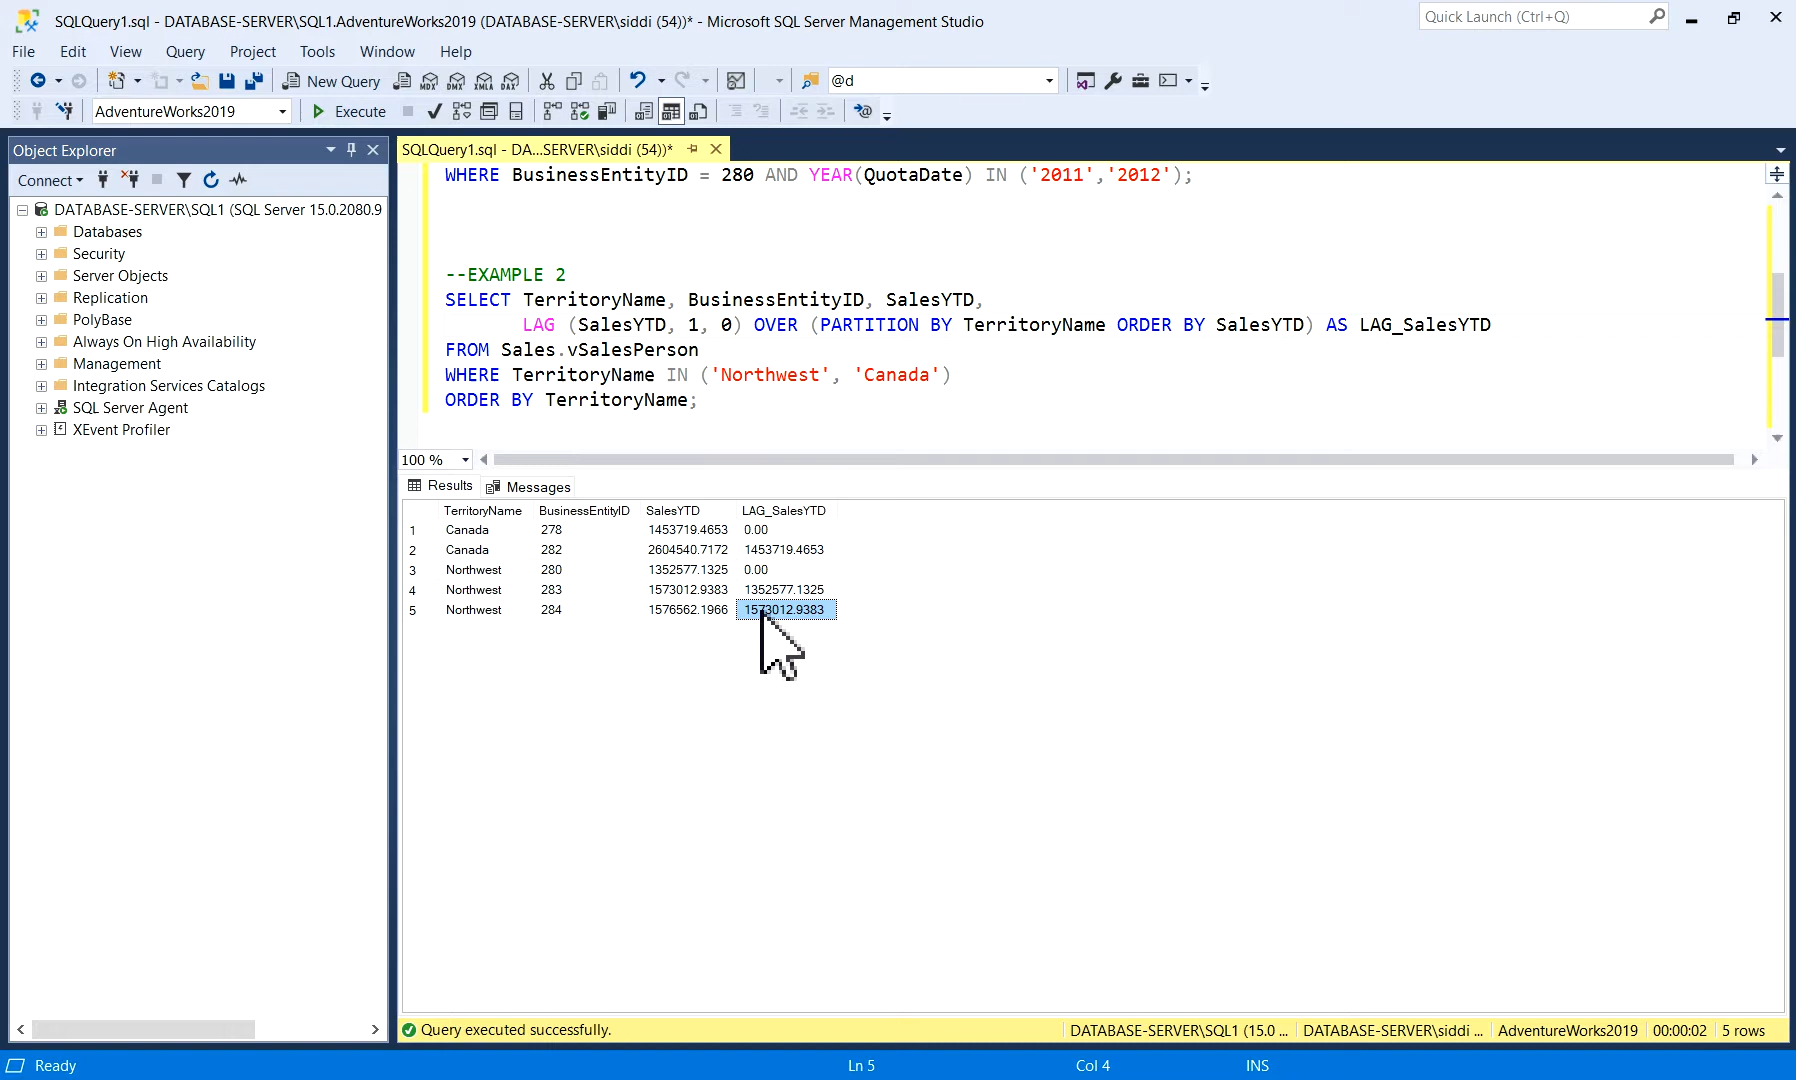 SQLQuery1.sql - DATABASE-SERVER\SQL1.AdventureWorks2019 (DATABASE-SERVER\siddi (54))* - Microsoft SQL Server Management Studio
Quick Launch (Ctrl+Q)
File Edit View Query Project Tools Window Help
New Query MDX DMX XMLA DAX @d
AdventureWorks2019 Execute
Object Explorer
Connect
DATABASE-SERVER\SQL1 (SQL Server 15.0.2080.9
Databases
Security
Server Objects
Replication
PolyBase
Always On High Availability
Management
Integration Services Catalogs
SQL Server Agent
XEvent Profiler
SQLQuery1.sql - DA...SERVER\siddi (54))*
WHERE BusinessEntityID = 280 AND YEAR(QuotaDate) IN ('2011','2012');
--EXAMPLE 2
SELECT TerritoryName, BusinessEntityID, SalesYTD,
LAG (SalesYTD, 1, 0) OVER (PARTITION BY TerritoryName ORDER BY SalesYTD) AS LAG_SalesYTD
FROM Sales.vSalesPerson
WHERE TerritoryName IN ('Northwest', 'Canada')
ORDER BY TerritoryName;
100 %
Results Messages
TerritoryName BusinessEntityID SalesYTD LAG_SalesYTD
1 Canada 278 1453719.4653 0.00
2 Canada 282 2604540.7172 1453719.4653
3 Northwest 280 1352577.1325 0.00
4 Northwest 283 1573012.9383 1352577.1325
5 Northwest 284 1576562.1966 1573012.9383
Query executed successfully.
DATABASE-SERVER\SQL1 (15.0 ... DATABASE-SERVER\siddi ... AdventureWorks2019 00:00:02 5 rows
Ready Ln 5 Col 4 INS